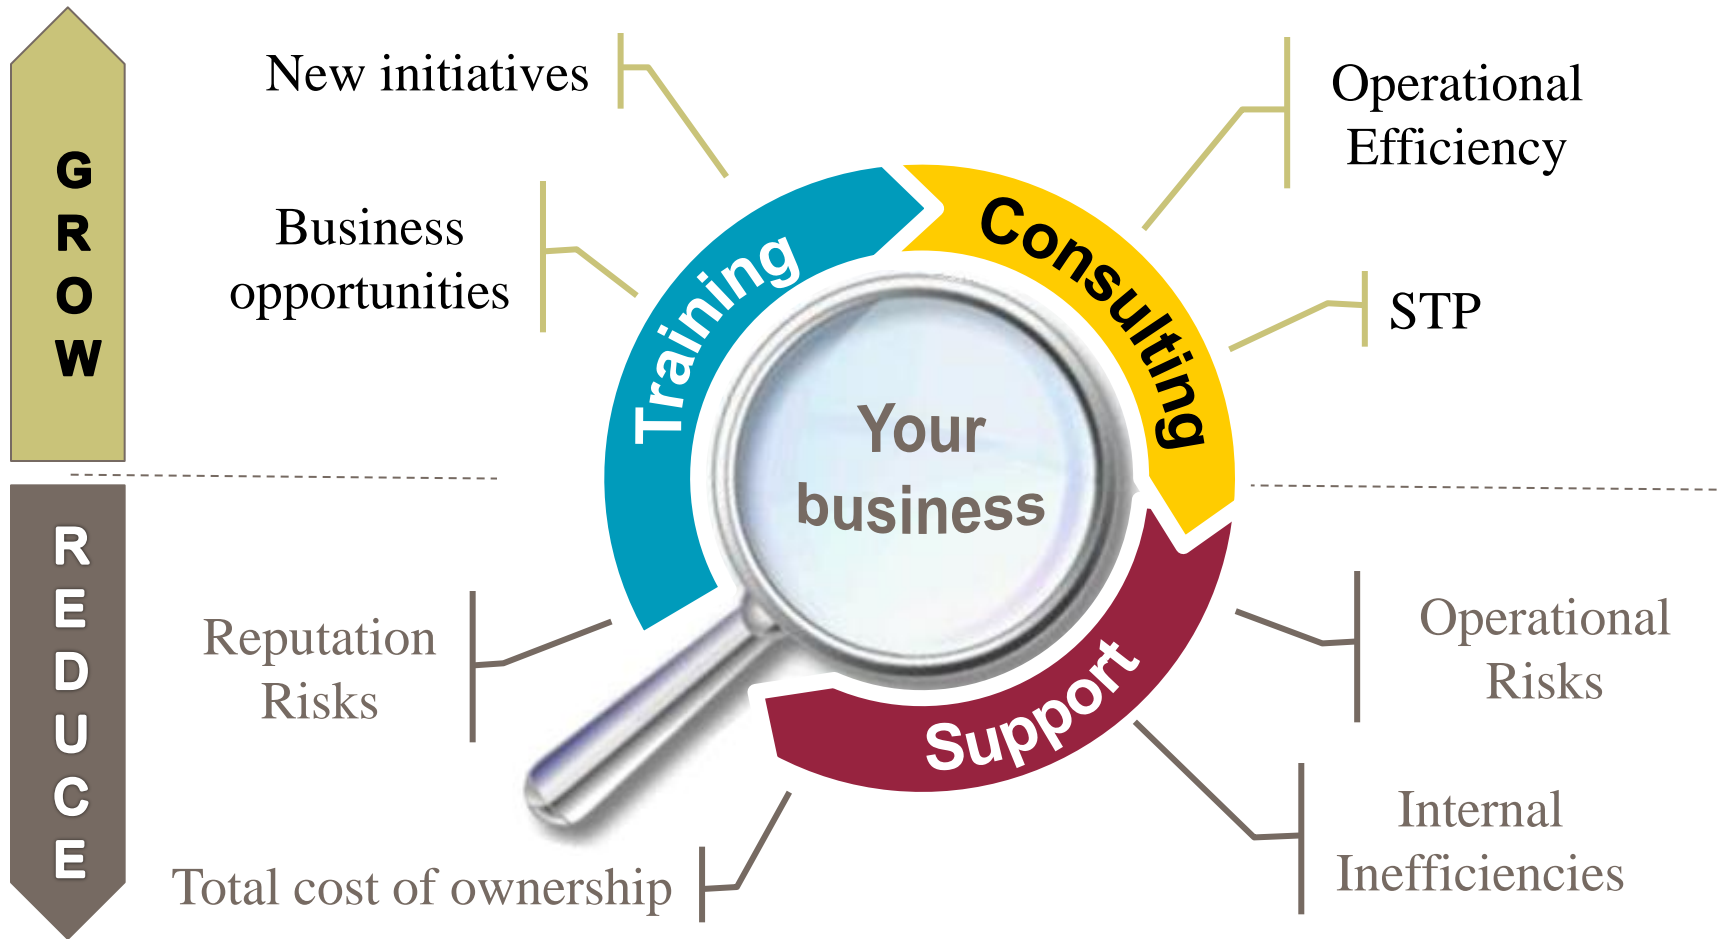 GROW
New initiatives
Business
opportunities
Operational
Efficiency
STP
Training
Consulting
Support
Your
business
REDUCE
Reputation
Risks
Total cost of ownership
Operational
Risks
Internal
Inefficiencies